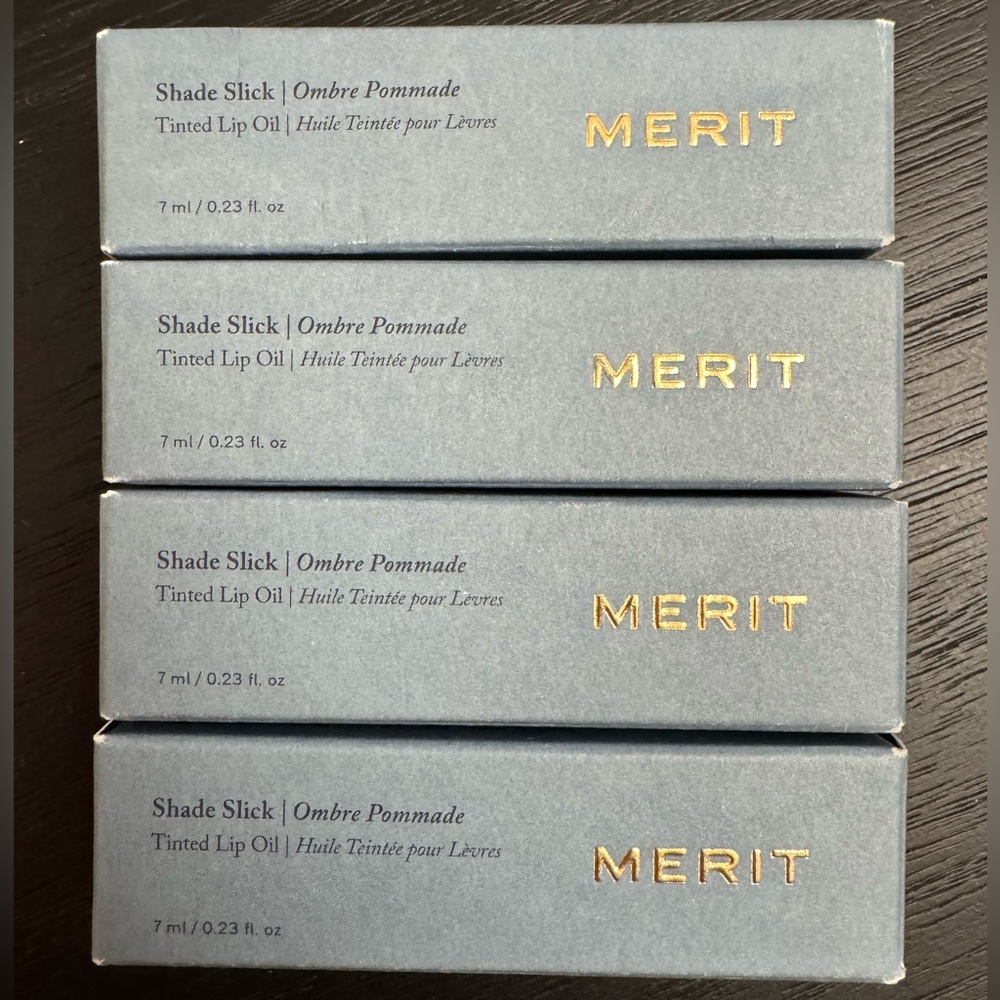 Shade Slick | Ombre Pommade
Tinted Lip Oil | Huile Teintée pour Lèvres
MERIT
7 ml / 0.23 fl. oz
Shade Slick | Ombre Pommade
Tinted Lip Oil | Huile Teintée pour Lèvres
MERIT
7 ml / 0.23 fl. oz
Shade Slick | Ombre Pommade
Tinted Lip Oil | Huile Teintée pour Lèvres
MERIT
7 ml / 0.23 fl. oz
Shade Slick | Ombre Pommade
Tinted Lip Oil | Huile Teintée pour Lèvres
MERIT
7 ml / 0.23 fl. oz